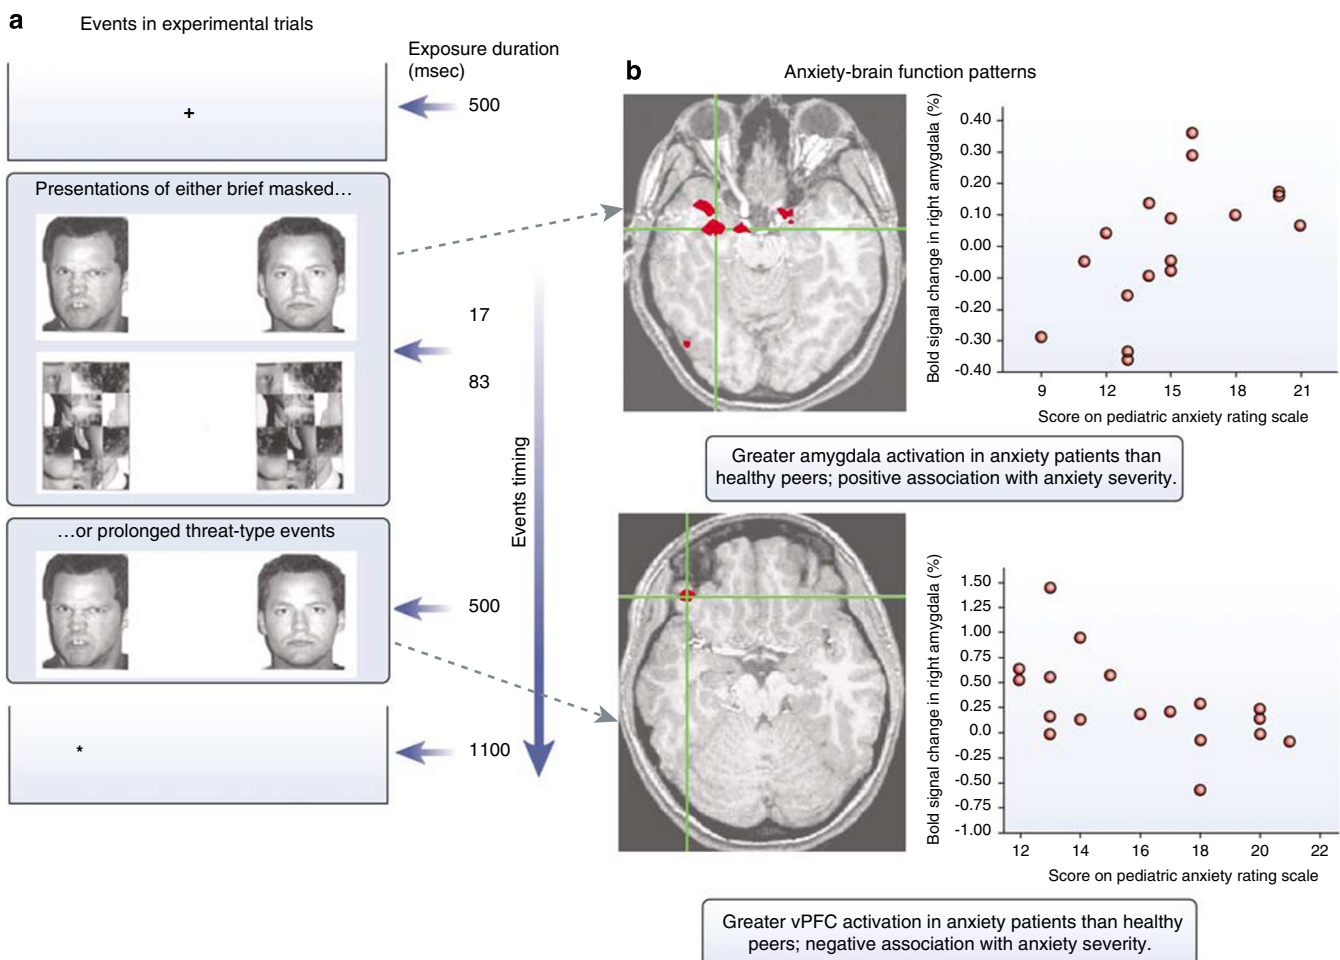 a
Events in experimental trials
Exposure duration
(msec)
+
500
Presentations of either brief masked…
17
83
…or prolonged threat-type events
500
*
1100
Events timing
b
Anxiety-brain function patterns
Bold signal change in right amygdala (%)
0.40
0.30
0.20
0.10
0.00
-0.00
-0.20
-0.30
-0.40
9 12 15 18 21
Score on pediatric anxiety rating scale
Greater amygdala activation in anxiety patients than
healthy peers; positive association with anxiety severity.
Bold signal change in right amygdala (%)
1.50
1.25
1.00
0.75
0.50
0.25
0.0
-0.25
-0.50
-0.75
-1.00
12 14 16 18 20 22
Score on pediatric anxiety rating scale
Greater vPFC activation in anxiety patients than healthy
peers; negative association with anxiety severity.